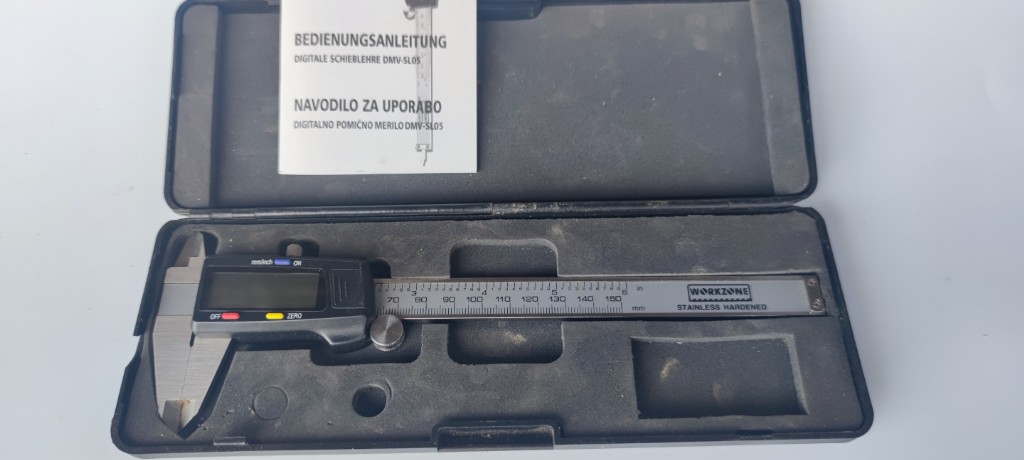 BEDIENUNGSANLEITUNG
DIGITALE SCHIEBLEHRE DMV-SL05
NAVODILO ZA UPORABO
DIGITALNO POMIČNO MERILO DMV-SL05
mm/inch ON
OFF ZERO
3 4 5 6 in
70 80 90 100 110 120 130 140 150 mm
WORKZONE
STAINLESS HARDENED